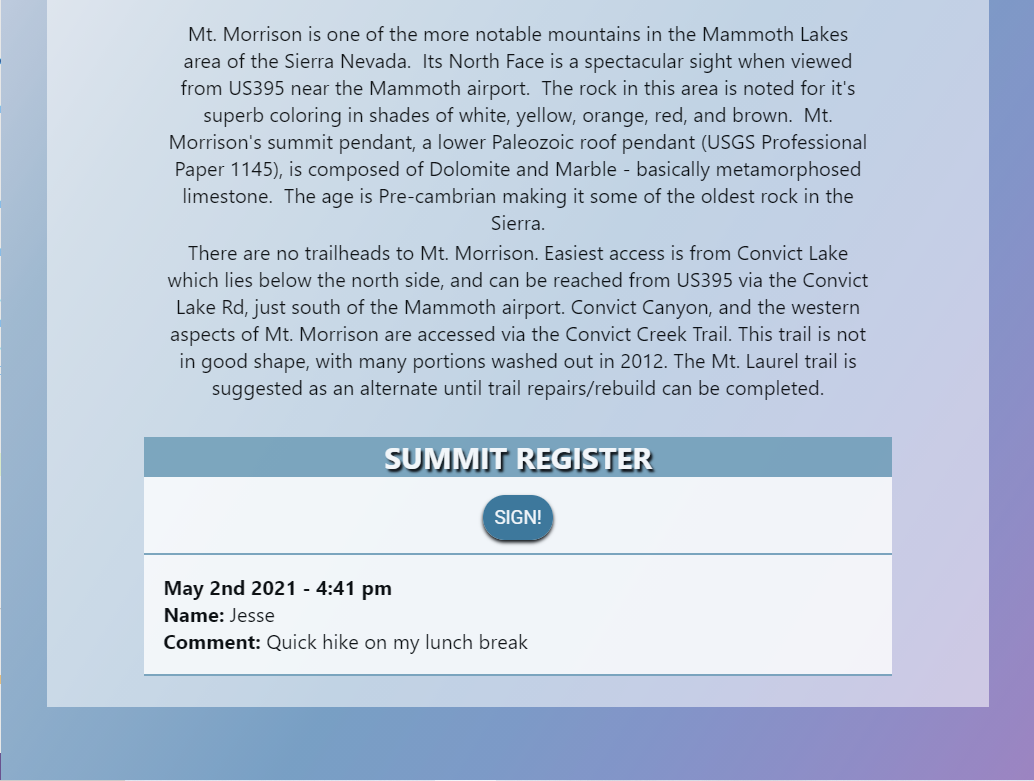 Mt. Morrison is one of the more notable mountains in the Mammoth Lakes
area of the Sierra Nevada.  Its North Face is a spectacular sight when viewed
from US395 near the Mammoth airport.  The rock in this area is noted for it's
superb coloring in shades of white, yellow, orange, red, and brown.  Mt.
Morrison's summit pendant, a lower Paleozoic roof pendant (USGS Professional
Paper 1145), is composed of Dolomite and Marble - basically metamorphosed
limestone.  The age is Pre-cambrian making it some of the oldest rock in the
Sierra.
There are no trailheads to Mt. Morrison. Easiest access is from Convict Lake
which lies below the north side, and can be reached from US395 via the Convict
Lake Rd, just south of the Mammoth airport. Convict Canyon, and the western
aspects of Mt. Morrison are accessed via the Convict Creek Trail. This trail is not
in good shape, with many portions washed out in 2012. The Mt. Laurel trail is
suggested as an alternate until trail repairs/rebuild can be completed.
SUMMIT REGISTER
SIGN!
May 2nd 2021 - 4:41 pm
Name: Jesse
Comment: Quick hike on my lunch break